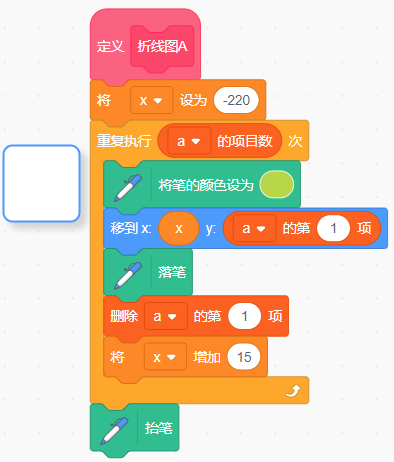 定义 折线图A
将 x 设为 -220
重复执行 a 的项目数 次
将笔的颜色设为
移到 x: x y: a 的第 1 项
落笔
删除 a 的第 1 项
将 x 增加 15
抬笔